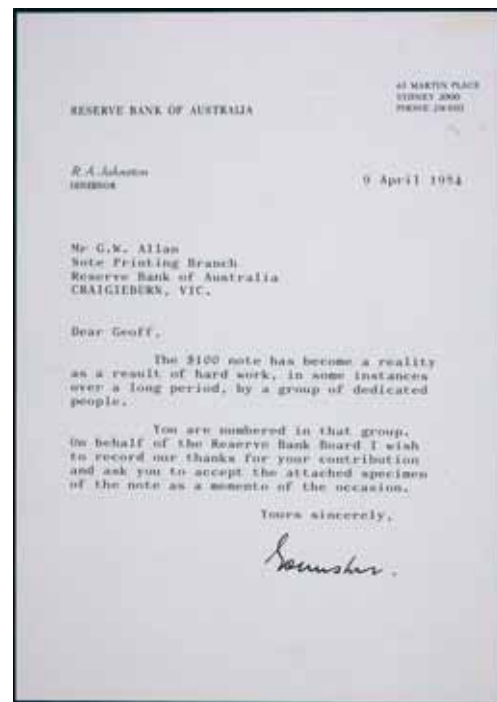 65 MARTIN PLACE
SYDNEY 2000
PHONE
RESERVE BANK OF AUSTRALIA
R. A. Johnston
GOVERNOR
9 April 1984
Mr G.W. Allan
Note Printing Branch
Reserve Bank of Australia
CRAIGIEBURN, VIC.
Dear Geoff,
The $100 note has become a reality
as a result of hard work, in some instances
over a long period, by a group of dedicated
people.
You are numbered in that group.
On behalf of the Reserve Bank Board I wish
to record our thanks for your contribution
and ask you to accept the attached specimen
of the note as a memento of the occasion.
Yours sincerely,